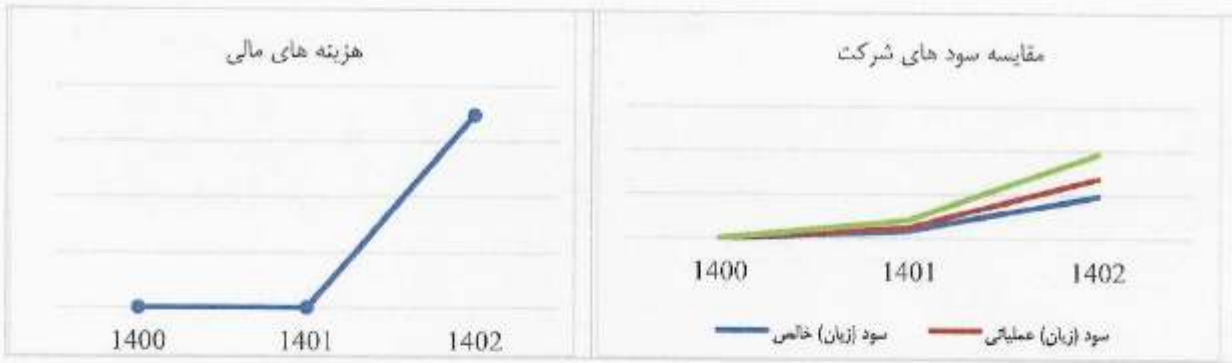 هزینه های مالی
1400 1401 1402
مقایسه سود های شرکت
1400 1401 1402
سود (زیان) خالص سود (زیان) عملیاتی